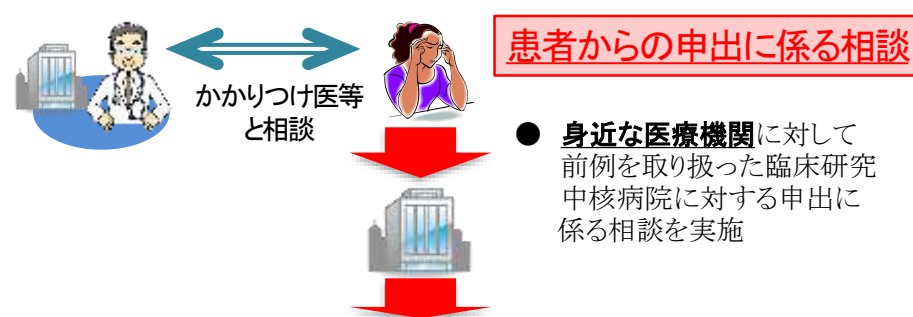 患者からの申出に係る相談
かかりつけ医等
と相談
● 身近な医療機関に対して
前例を取り扱った臨床研究
中核病院に対する申出に
係る相談を実施